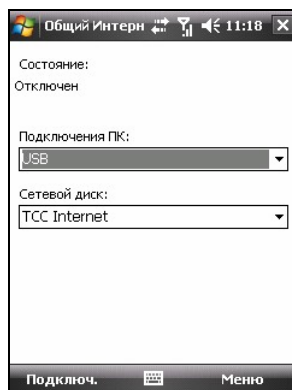 Общий Интерн 11:18
Состояние:
Отключен
Подключения ПК:
USB
Сетевой диск:
TCC Internet
Подключ. Меню